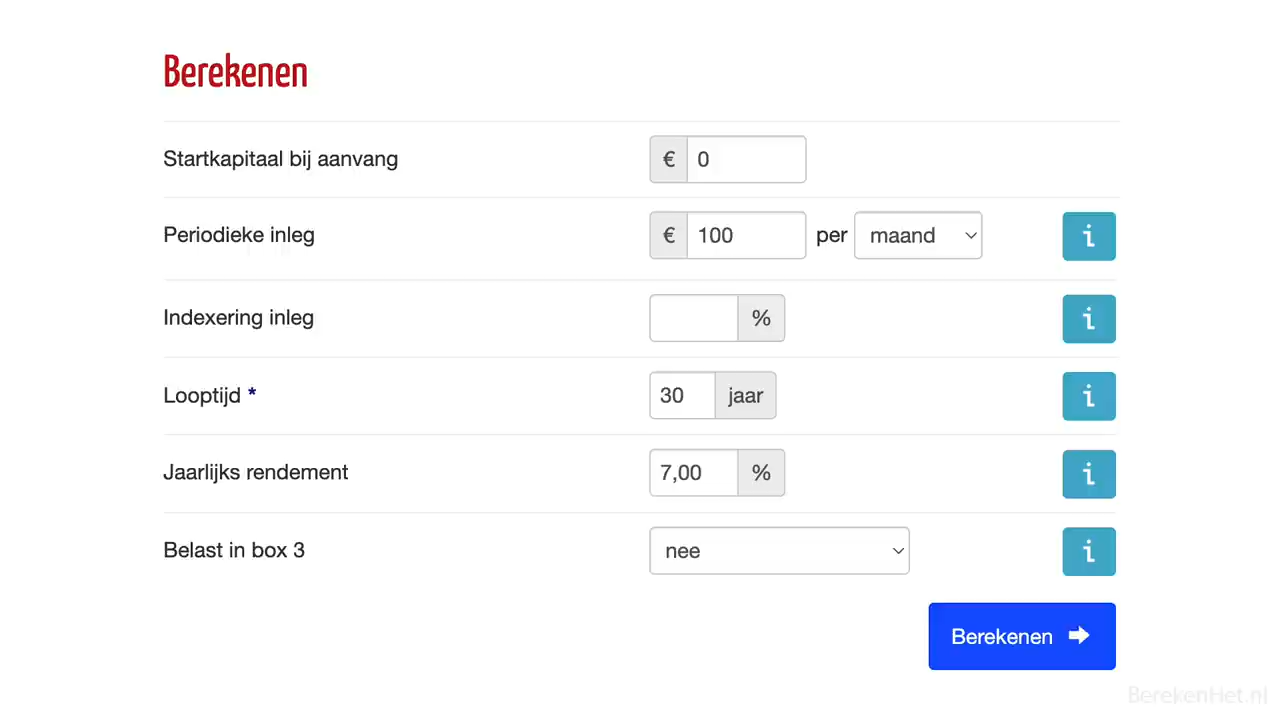 Berekenen
Startkapitaal bij aanvang € 0
Periodieke inleg € 100 per maand i
Indexering inleg % i
Looptijd * 30 jaar i
Jaarlijks rendement 7,00 % i
Belast in box 3 nee i
Berekenen
BerekenHet.nl